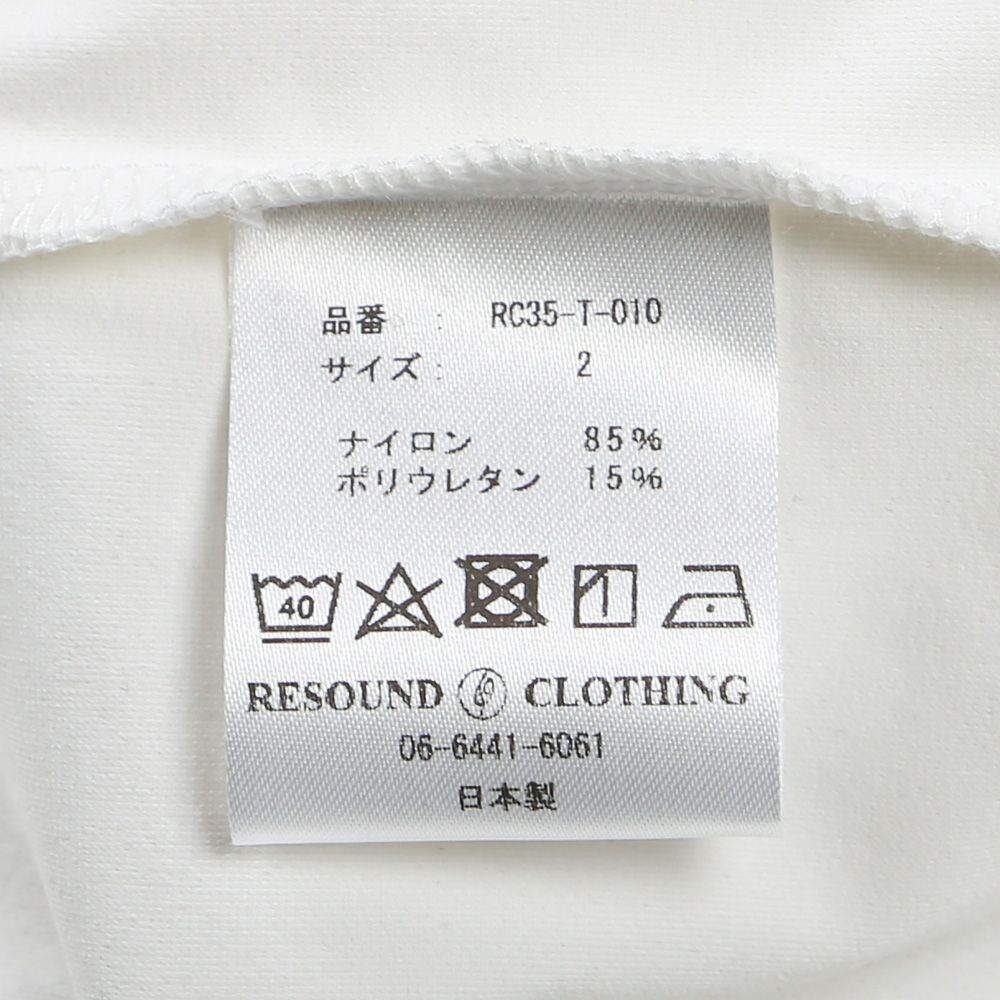 品番 : RC35-T-010
サイズ: 2
ナイロン 85%
ポリウレタン 15%
40
RESOUND CLOTHING
06-6441-6061
日本製